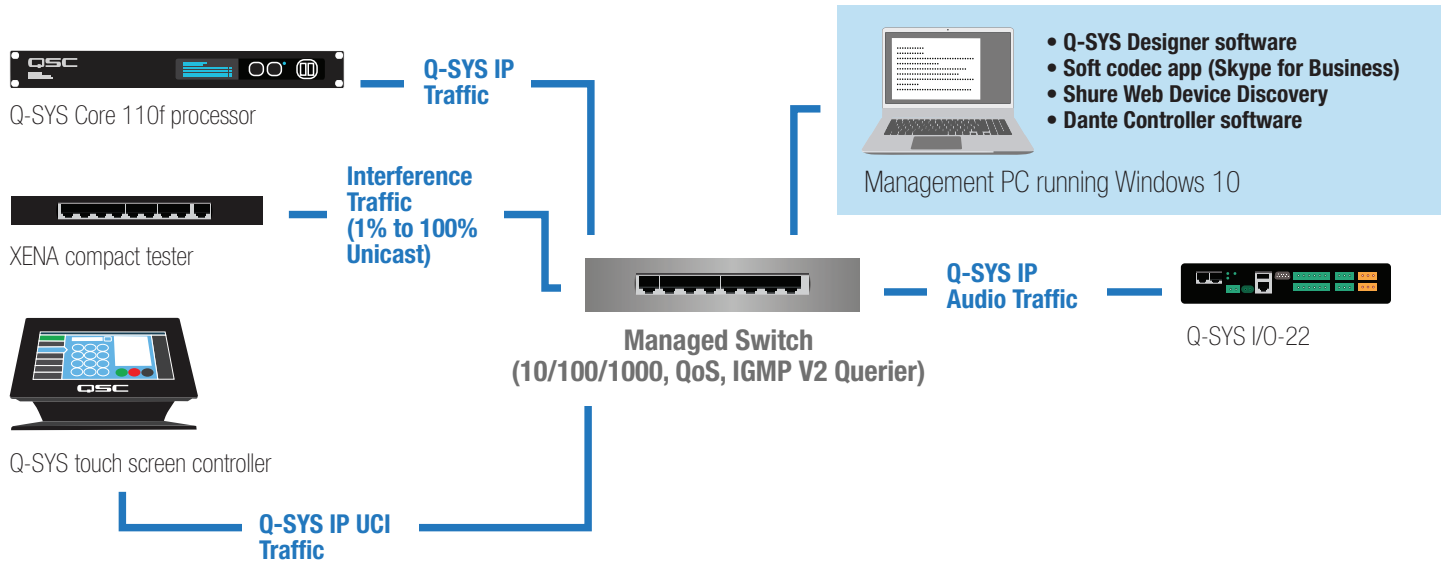 QSC
Q-SYS Core 110f processor
Q-SYS IP
Traffic
• Q-SYS Designer software
• Soft codec app (Skype for Business)
• Shure Web Device Discovery
• Dante Controller software
Management PC running Windows 10
Interference
Traffic
(1% to 100%
Unicast)
XENA compact tester
Q-SYS IP
Audio Traffic
Q-SYS I/O-22
Managed Switch
(10/100/1000, QoS, IGMP V2 Querier)
QSC
Q-SYS touch screen controller
Q-SYS IP UCI
Traffic